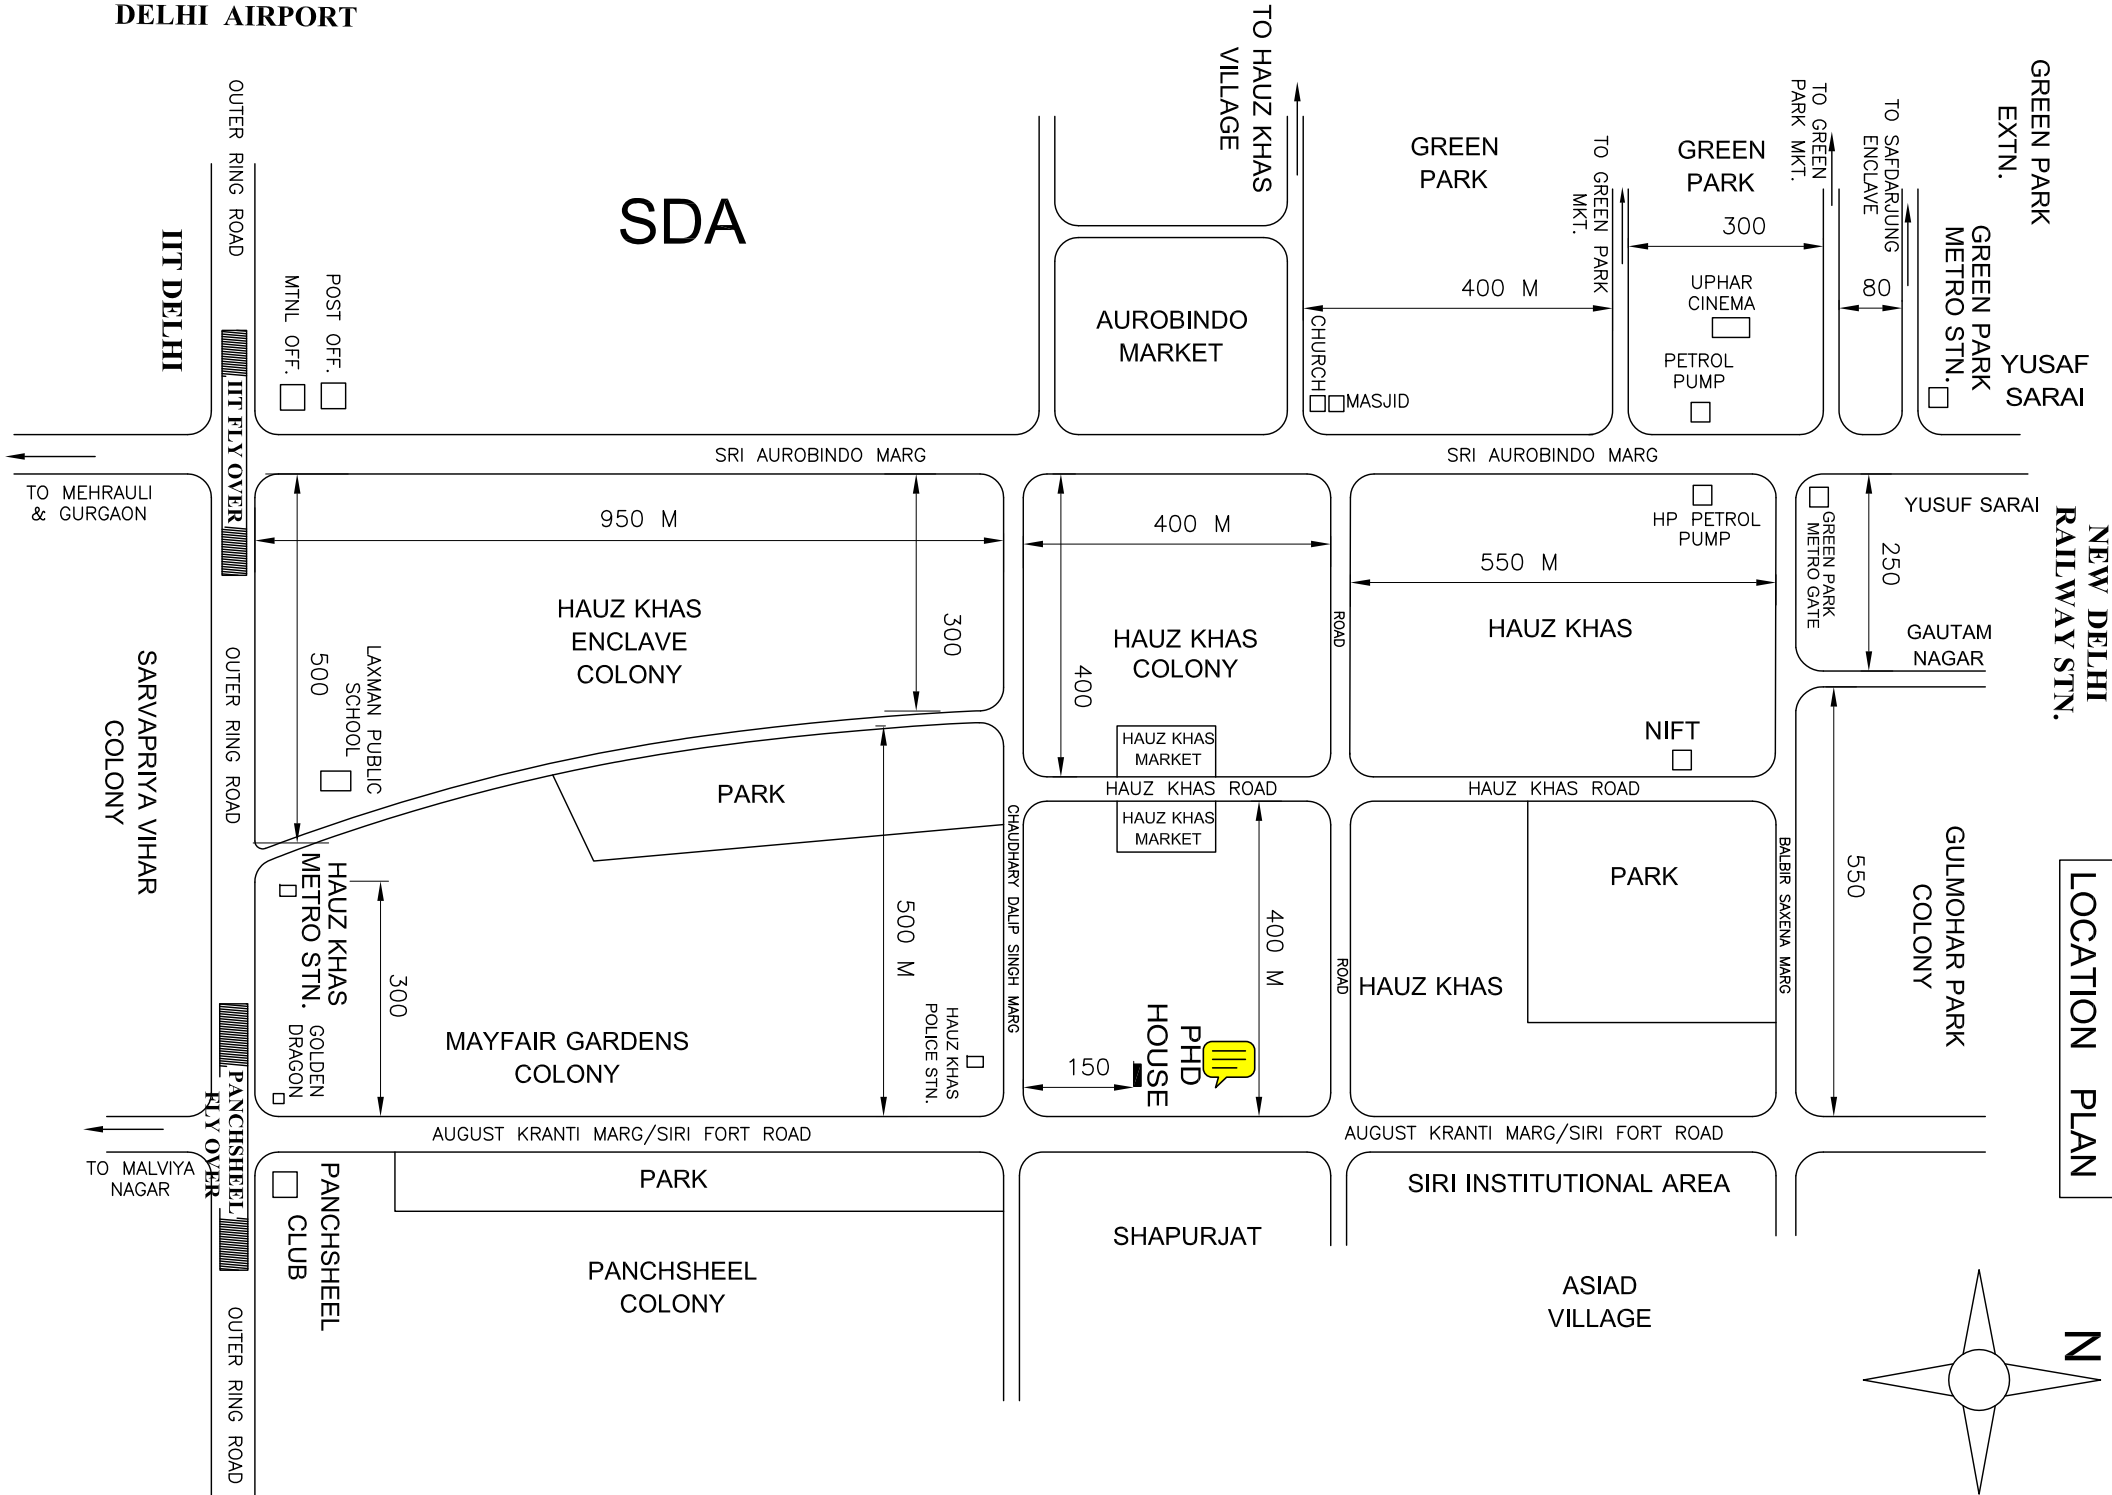 DELHI AIRPORT
OUTER RING ROAD
IIT DELHI
SDA
POST OFF.
MTNL OFF.
IIT FLY OVER
TO HAUZ KHAS
VILLAGE
AUROBINDO
MARKET
GREEN
PARK
400 M
CHURCH
MASJID
TO GREEN PARK
MKT.
GREEN
PARK
300
UPHAR
CINEMA
PETROL
PUMP
TO GREEN
PARK MKT.
TO SAFDARJUNG
ENCLAVE
80
GREEN PARK
EXTN.
GREEN PARK
METRO STN.
YUSAF
SARAI
SRI AUROBINDO MARG
SRI AUROBINDO MARG
TO MEHRAULI
& GURGAON
950 M
500
300
HAUZ KHAS
ENCLAVE
COLONY
LAXMAN PUBLIC
SCHOOL
400 M
400
HAUZ KHAS
COLONY
HAUZ KHAS
MARKET
ROAD
550 M
HAUZ KHAS
HP PETROL
PUMP
NIFT
GREEN PARK
METRO GATE
250
YUSUF SARAI
GAUTAM
NAGAR
NEW DELHI
RAILWAY STN.
SARVAPRIYA VIHAR
COLONY
OUTER RING ROAD
PARK
HAUZ KHAS ROAD
HAUZ KHAS ROAD
HAUZ KHAS
MARKET
CHAUDHARY DALIP SINGH MARG
400 M
ROAD
PARK
HAUZ KHAS
BALBIR SAXENA MARG
550
GULMOHAR PARK
COLONY
LOCATION PLAN
HAUZ KHAS
METRO STN.
300
500 M
GOLDEN
DRAGON
MAYFAIR GARDENS
COLONY
HAUZ KHAS
POLICE STN.
150
PHD
HOUSE
PANCHSHEEL
FLY OVER
AUGUST KRANTI MARG/SIRI FORT ROAD
AUGUST KRANTI MARG/SIRI FORT ROAD
TO MALVIYA
NAGAR
PANCHSHEEL
CLUB
PARK
PANCHSHEEL
COLONY
SHAPURJAT
SIRI INSTITUTIONAL AREA
ASIAD
VILLAGE
OUTER RING ROAD
N